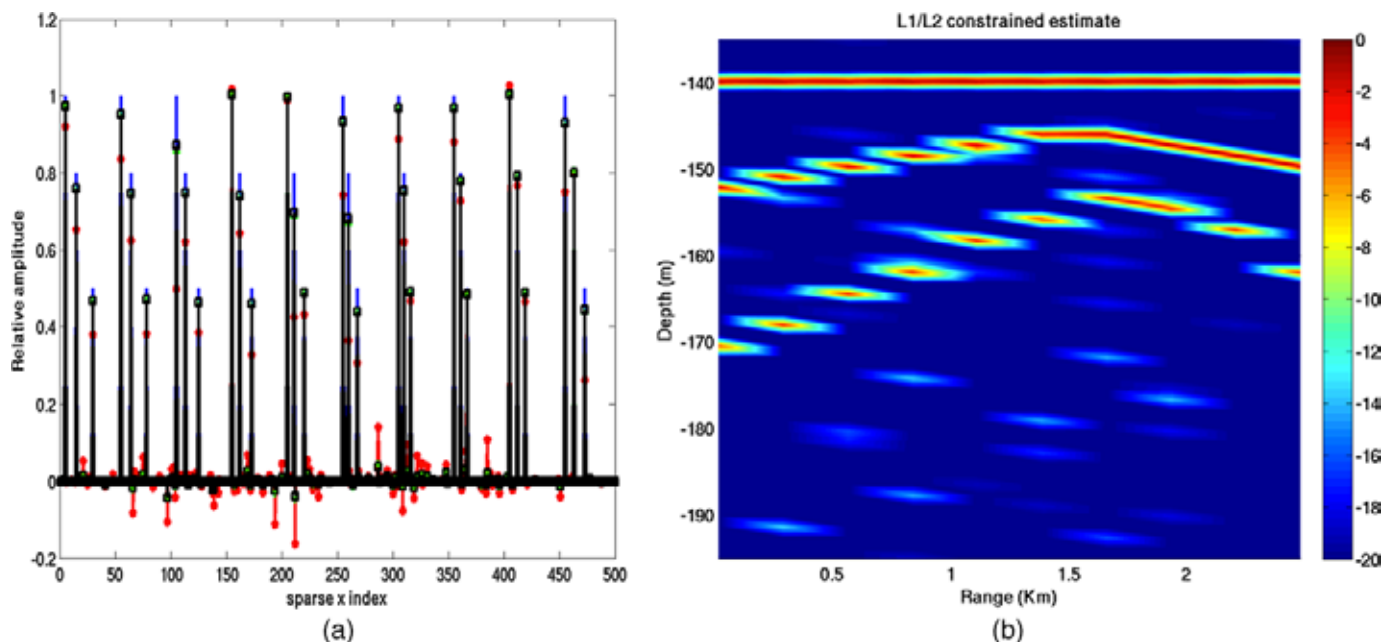 L1/L2 constrained estimate
1.2
1
0.8
0.6
0.4
0.2
0
-0.2
Relative amplitude
0 50 100 150 200 250 300 350 400 450 500
sparse x index
(a)
-140
-150
-160
-170
-180
-190
Depth (m)
0.5 1 1.5 2
Range (Km)
(b)
0
-2
-4
-6
-8
-10
-12
-14
-16
-18
-20